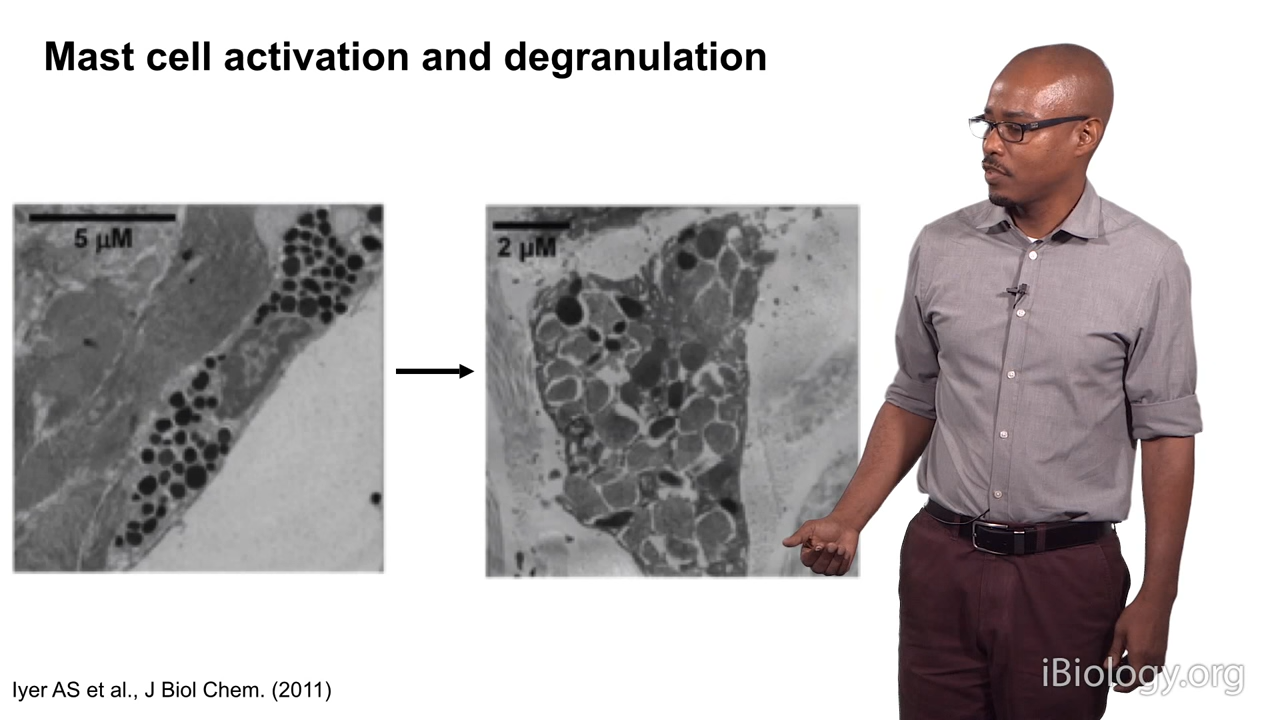 Mast cell activation and degranulation
5 μM
2 μM
Iyer AS et al., J Biol Chem. (2011)
iBiology.org